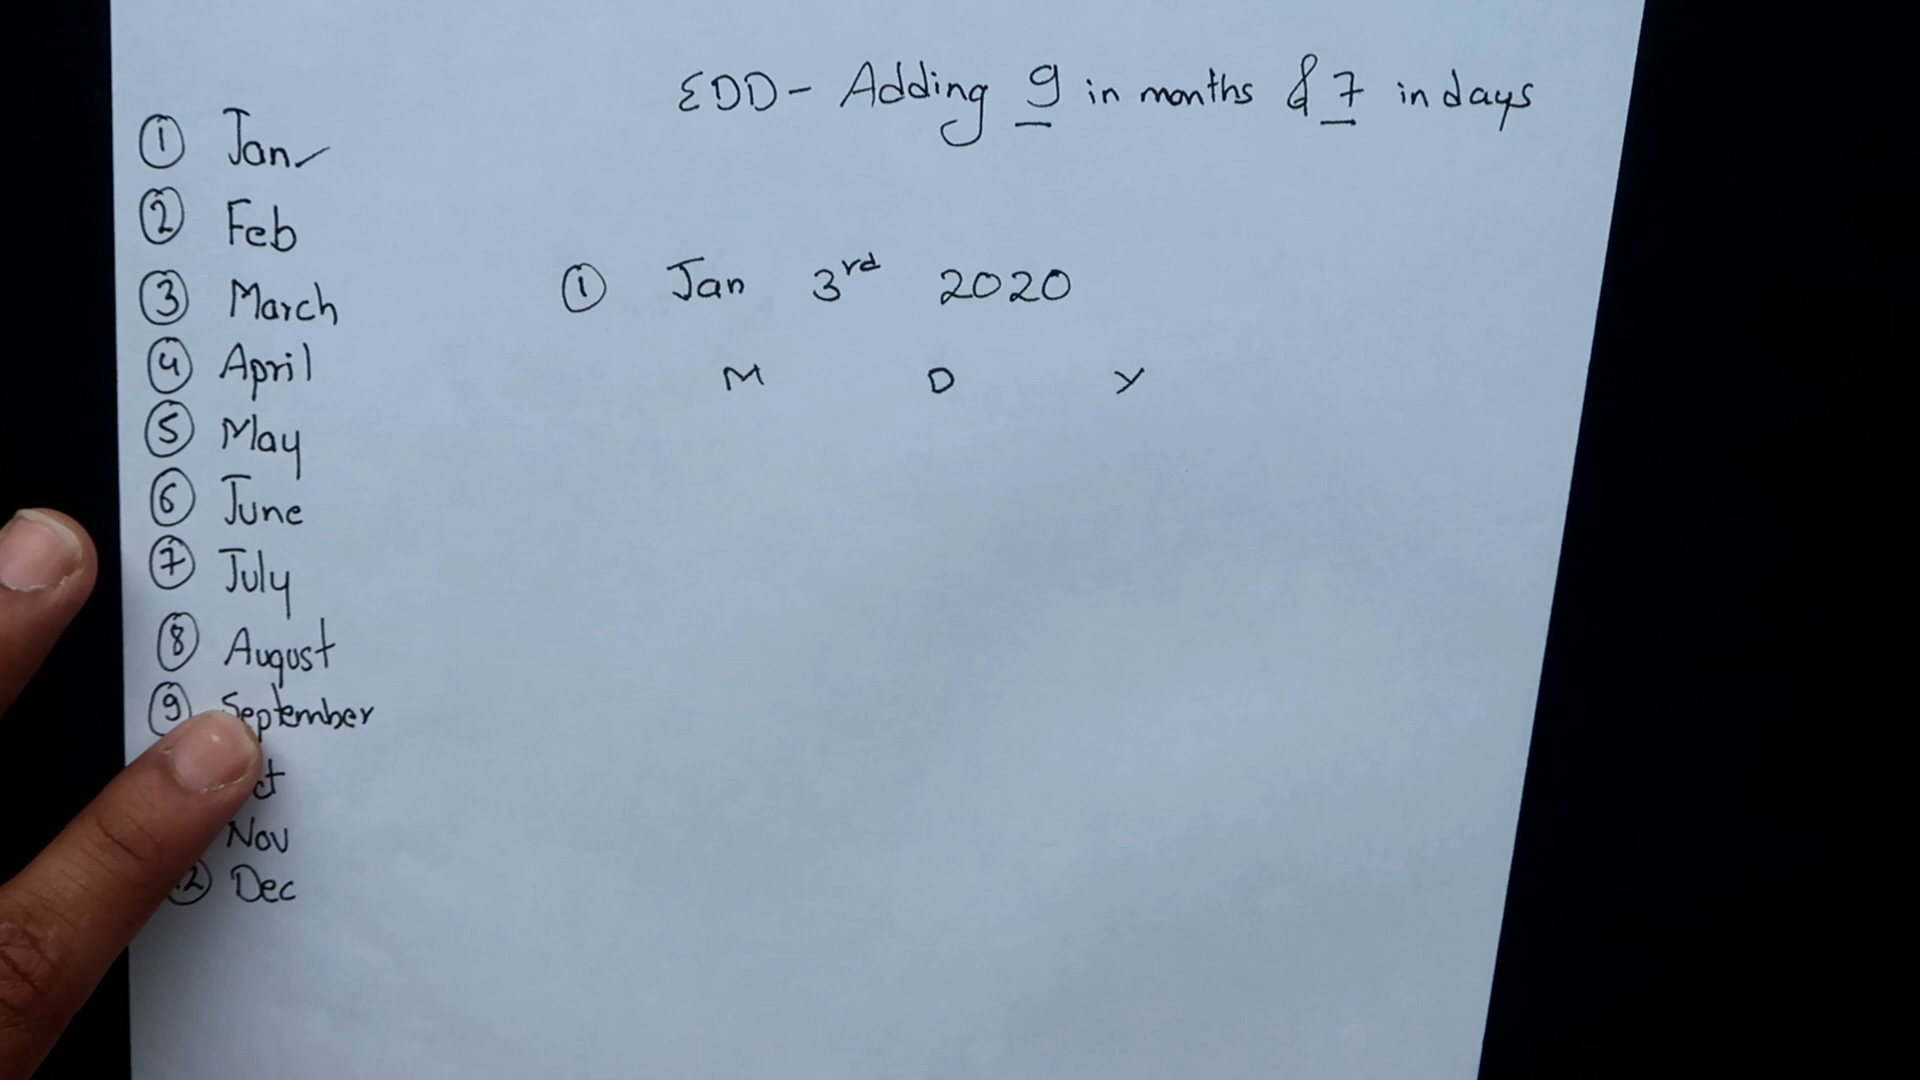 EDD - Adding 9 in months & 7 in days
① Jan
② Feb
③ March
④ April
⑤ May
⑥ June
⑦ July
⑧ August
⑨ September
Nov
Dec
① Jan 3rd 2020
M D Y